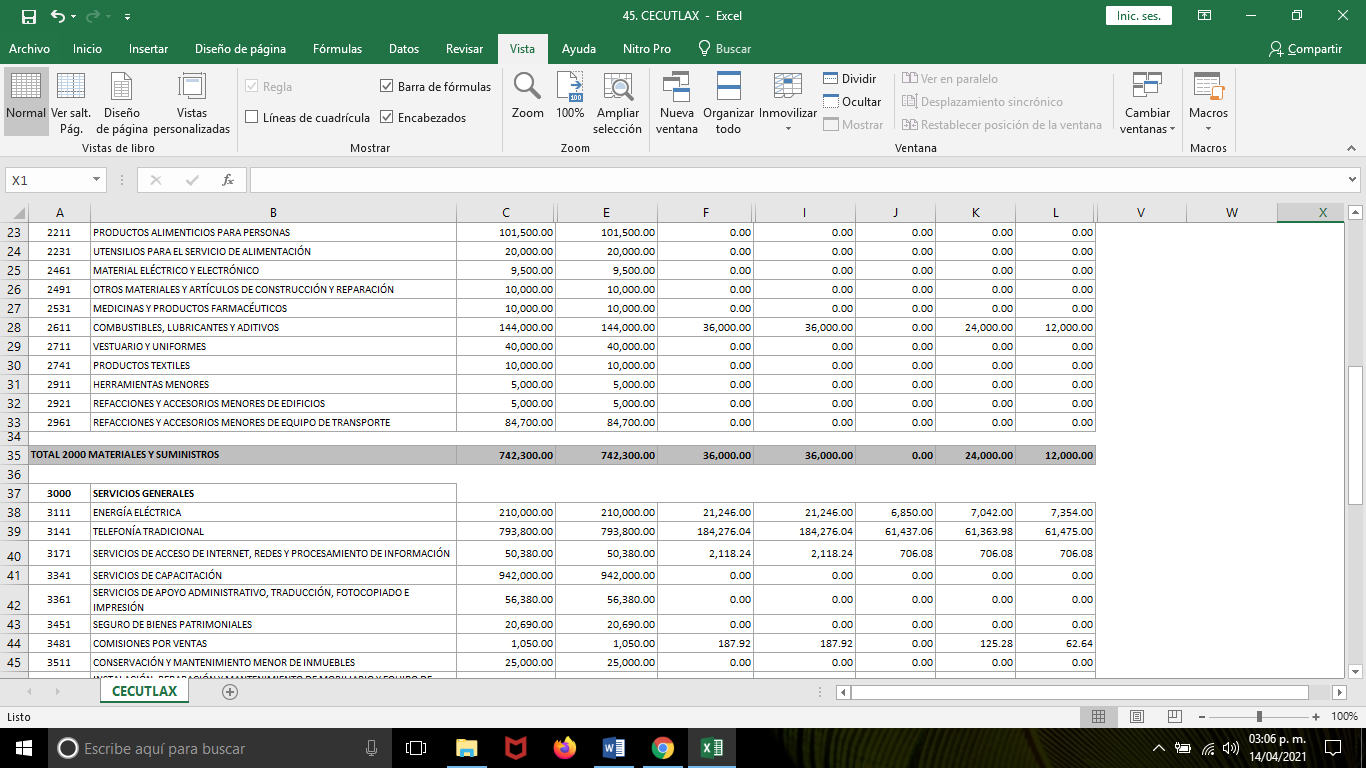 45. CECUTLAX - Excel
Inic. ses.
Archivo Inicio Insertar Diseño de página Fórmulas Datos Revisar Vista Ayuda Nitro Pro Buscar Compartir
Normal Ver salt. Pág. Diseño de página Vistas personalizadas
Regla Barra de fórmulas
Líneas de cuadrícula Encabezados
Zoom 100% Ampliar selección
Nueva ventana Organizar todo Inmovilizar
Dividir Ver en paralelo
Ocultar Desplazamiento sincrónico
Mostrar Restablecer posición de la ventana
Cambiar ventanas Macros
Vistas de libro Mostrar Zoom Ventana Macros
X1 fx
A B C E F I J K L V W X
23 2211 PRODUCTOS ALIMENTICIOS PARA PERSONAS 101,500.00 101,500.00 0.00 0.00 0.00 0.00 0.00
24 2231 UTENSILIOS PARA EL SERVICIO DE ALIMENTACIÓN 20,000.00 20,000.00 0.00 0.00 0.00 0.00 0.00
25 2461 MATERIAL ELÉCTRICO Y ELECTRÓNICO 9,500.00 9,500.00 0.00 0.00 0.00 0.00 0.00
26 2491 OTROS MATERIALES Y ARTÍCULOS DE CONSTRUCCIÓN Y REPARACIÓN 10,000.00 10,000.00 0.00 0.00 0.00 0.00 0.00
27 2531 MEDICINAS Y PRODUCTOS FARMACÉUTICOS 10,000.00 10,000.00 0.00 0.00 0.00 0.00 0.00
28 2611 COMBUSTIBLES, LUBRICANTES Y ADITIVOS 144,000.00 144,000.00 36,000.00 36,000.00 0.00 24,000.00 12,000.00
29 2711 VESTUARIO Y UNIFORMES 40,000.00 40,000.00 0.00 0.00 0.00 0.00 0.00
30 2741 PRODUCTOS TEXTILES 10,000.00 10,000.00 0.00 0.00 0.00 0.00 0.00
31 2911 HERRAMIENTAS MENORES 5,000.00 5,000.00 0.00 0.00 0.00 0.00 0.00
32 2921 REFACCIONES Y ACCESORIOS MENORES DE EDIFICIOS 5,000.00 5,000.00 0.00 0.00 0.00 0.00 0.00
33 2961 REFACCIONES Y ACCESORIOS MENORES DE EQUIPO DE TRANSPORTE 84,700.00 84,700.00 0.00 0.00 0.00 0.00 0.00
34
35 TOTAL 2000 MATERIALES Y SUMINISTROS 742,300.00 742,300.00 36,000.00 36,000.00 0.00 24,000.00 12,000.00
36
37 3000 SERVICIOS GENERALES
38 3111 ENERGÍA ELÉCTRICA 210,000.00 210,000.00 21,246.00 21,246.00 6,850.00 7,042.00 7,354.00
39 3141 TELEFONÍA TRADICIONAL 793,800.00 793,800.00 184,276.04 184,276.04 61,437.06 61,363.98 61,475.00
40 3171 SERVICIOS DE ACCESO DE INTERNET, REDES Y PROCESAMIENTO DE INFORMACIÓN 50,380.00 50,380.00 2,118.24 2,118.24 706.08 706.08 706.08
41 3341 SERVICIOS DE CAPACITACIÓN 942,000.00 942,000.00 0.00 0.00 0.00 0.00 0.00
42 3361 SERVICIOS DE APOYO ADMINISTRATIVO, TRADUCCIÓN, FOTOCOPIADO E
IMPRESIÓN 56,380.00 56,380.00 0.00 0.00 0.00 0.00 0.00
43 3451 SEGURO DE BIENES PATRIMONIALES 20,690.00 20,690.00 0.00 0.00 0.00 0.00 0.00
44 3481 COMISIONES POR VENTAS 1,050.00 1,050.00 187.92 187.92 0.00 125.28 62.64
45 3511 CONSERVACIÓN Y MANTENIMIENTO MENOR DE INMUEBLES 25,000.00 25,000.00 0.00 0.00 0.00 0.00 0.00
INSTALACIÓN, REPARACIÓN Y MANTENIMIENTO DE MOBILIARIO Y EQUIPO DE
CECUTLAX
Listo 100%
Escribe aquí para buscar
03:06 p. m.
14/04/2021